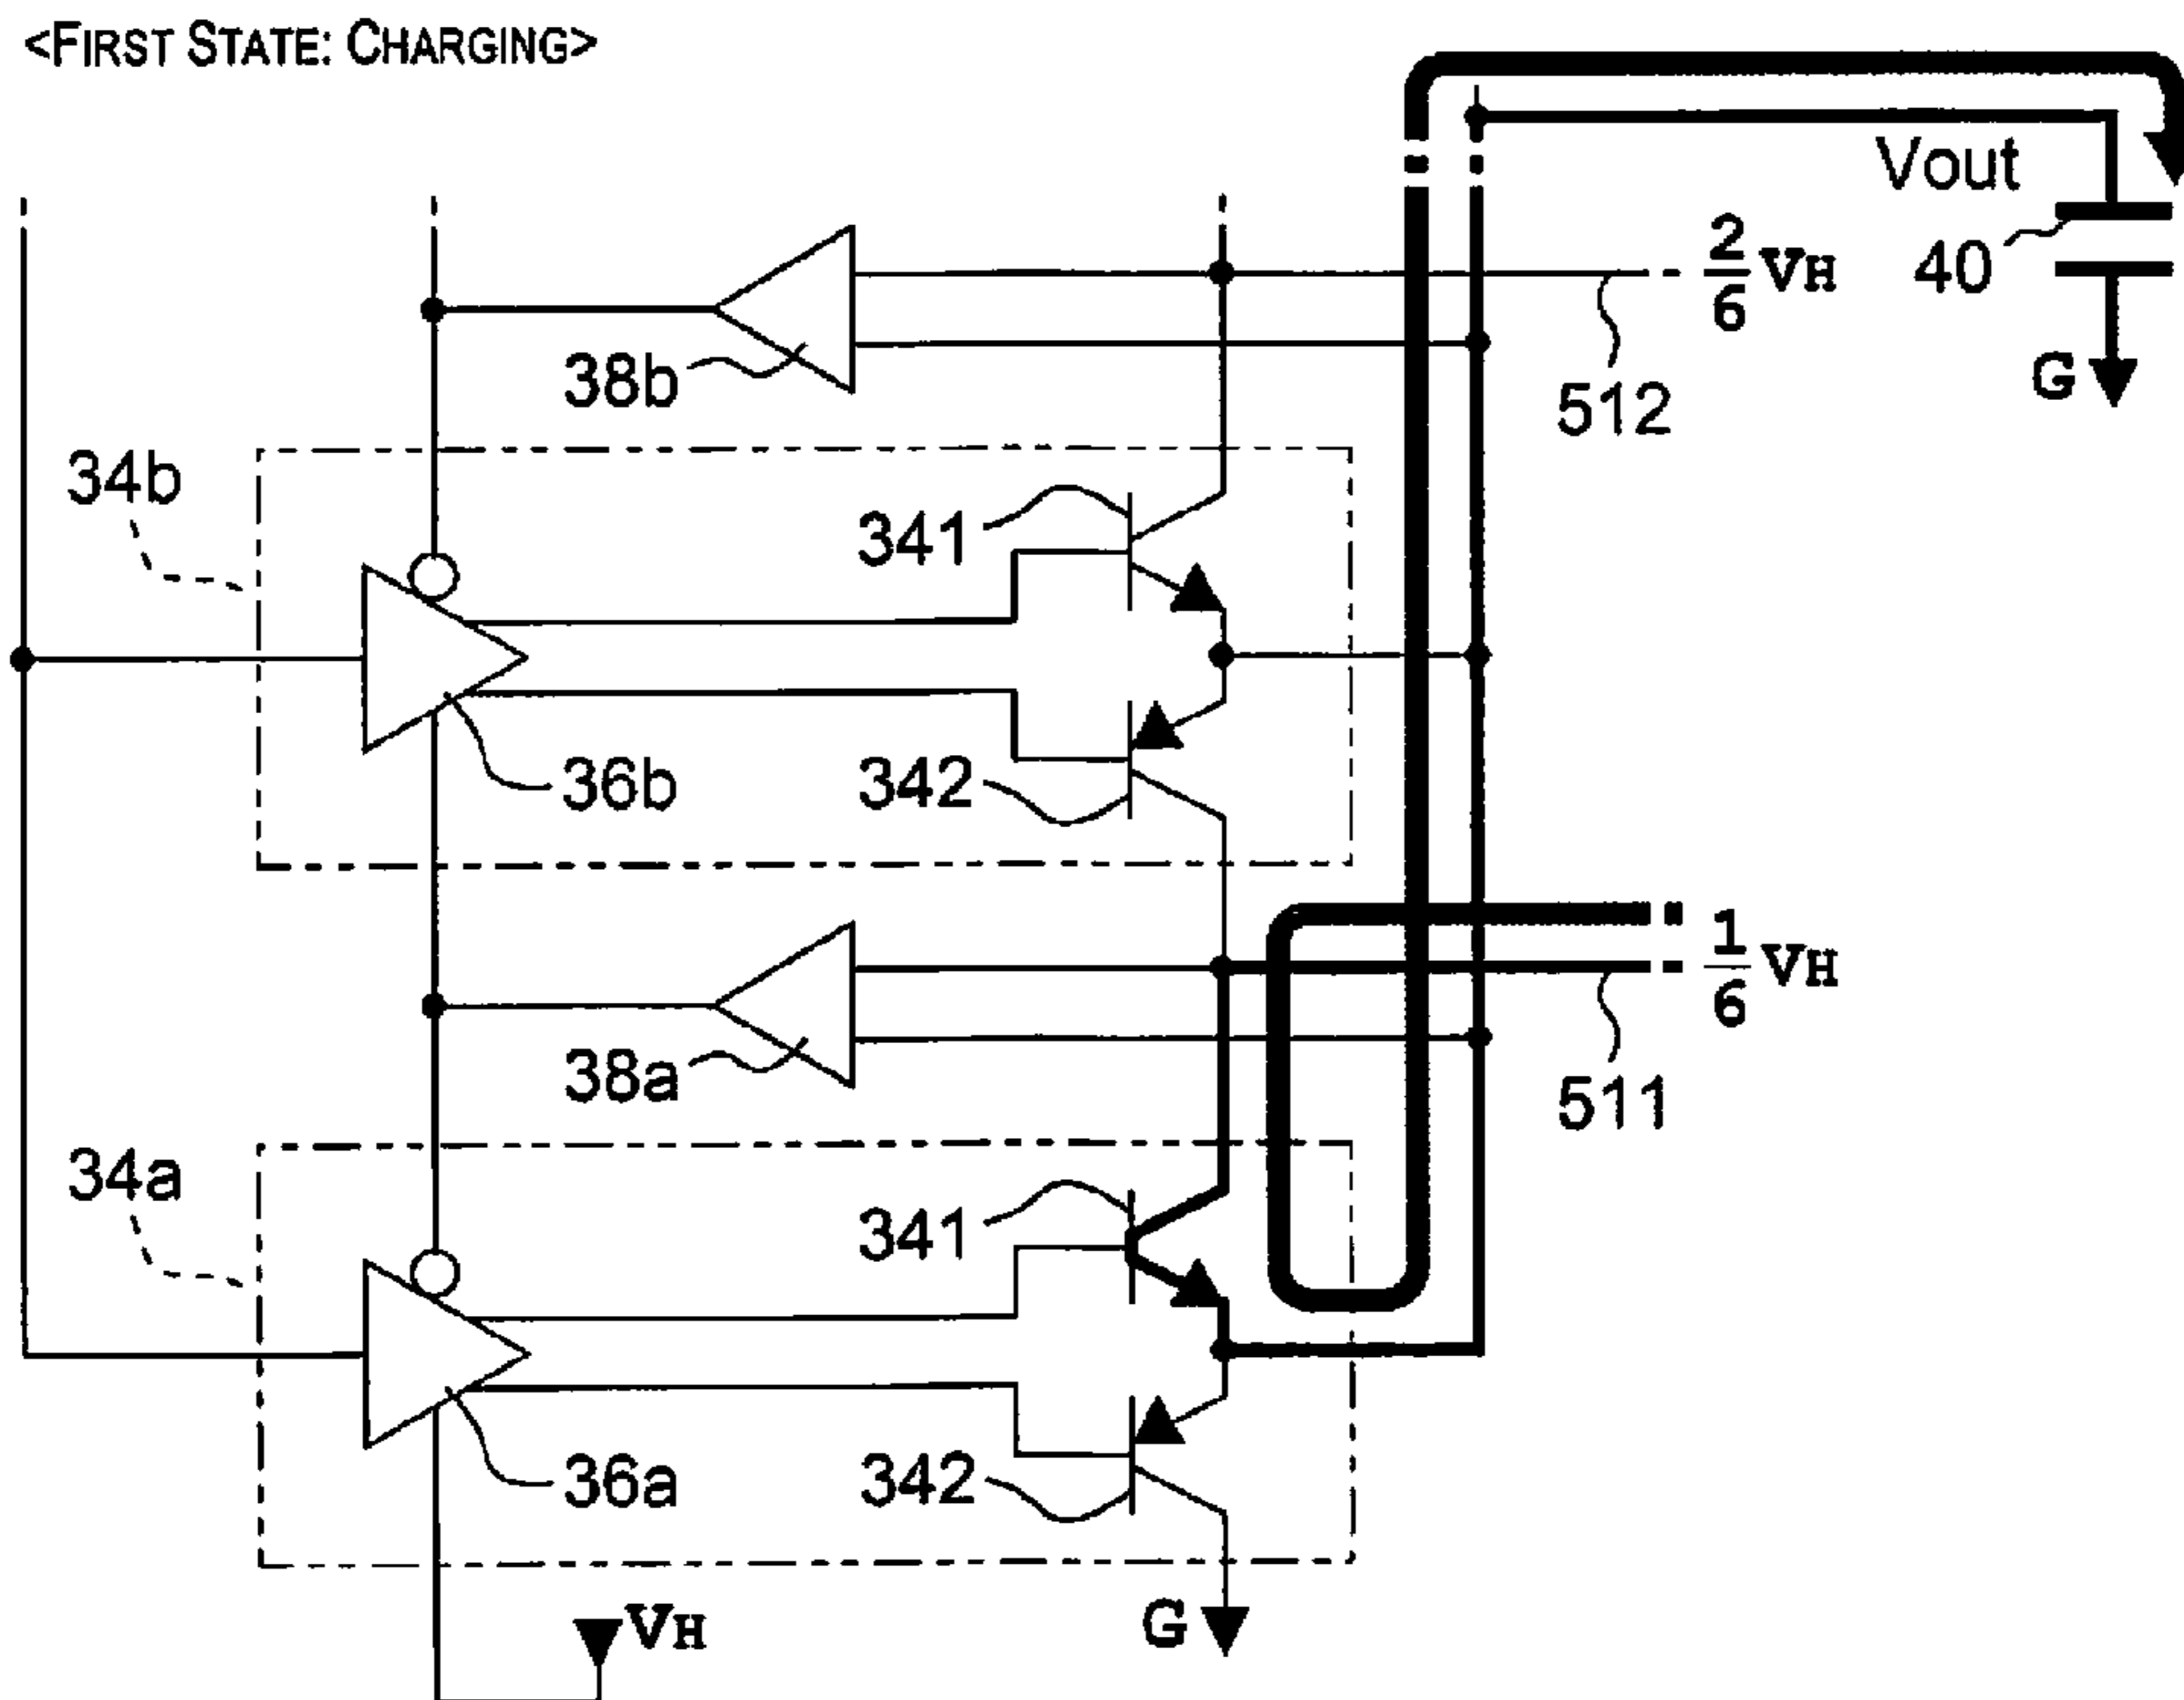 <FIRST STATE: CHARGING>
Vout
2/6 VH
40
38b
512
G
34b
341
36b
342
1/6 VH
38a
511
34a
341
36a
342
VH
G